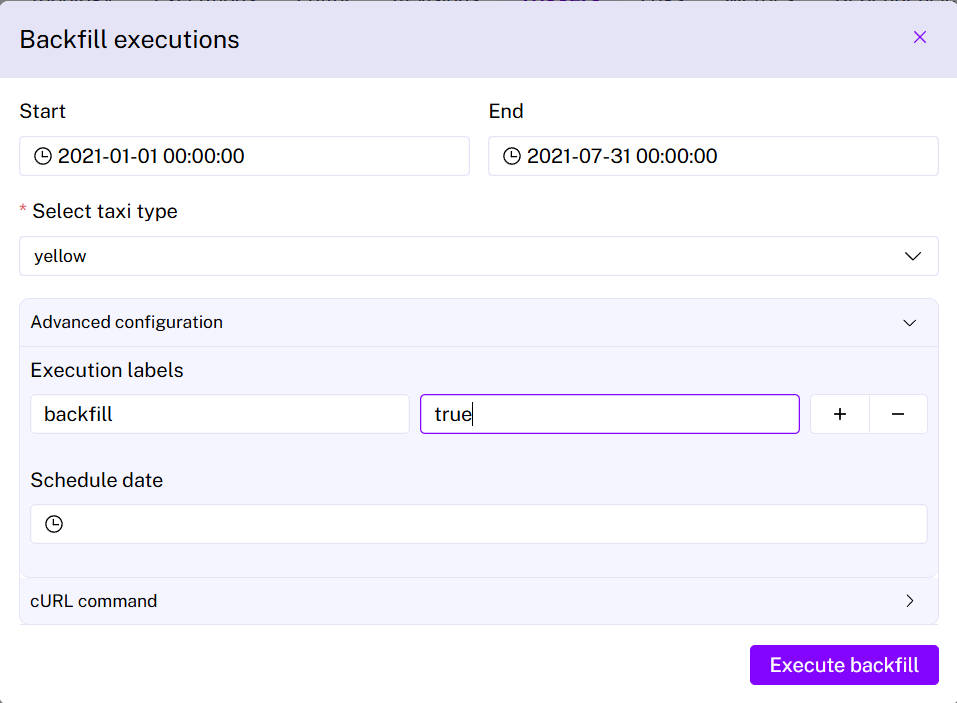 Backfill executions
Start
End
2021-01-01 00:00:00
2021-07-31 00:00:00
* Select taxi type
yellow
Advanced configuration
Execution labels
backfill
true
+
−
Schedule date
cURL command
Execute backfill